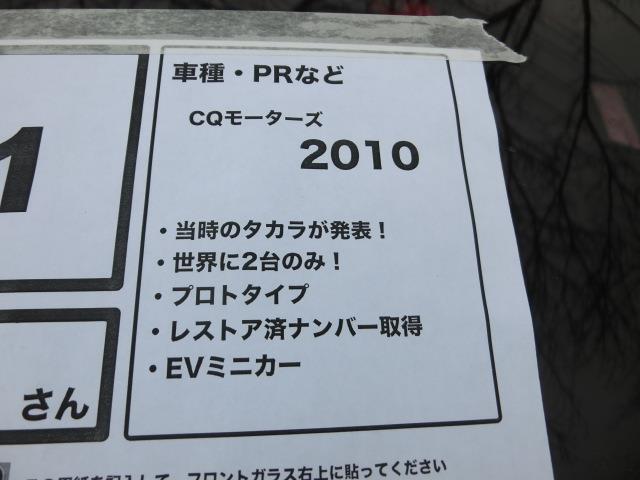 車種・PRなど
CQモーターズ
2010
・当時のタカラが発表！
・世界に2台のみ！
・プロトタイプ
・レストア済ナンバー取得
・EVミニカー
1
さん
用紙を記入して、フロントガラス右上に貼ってください